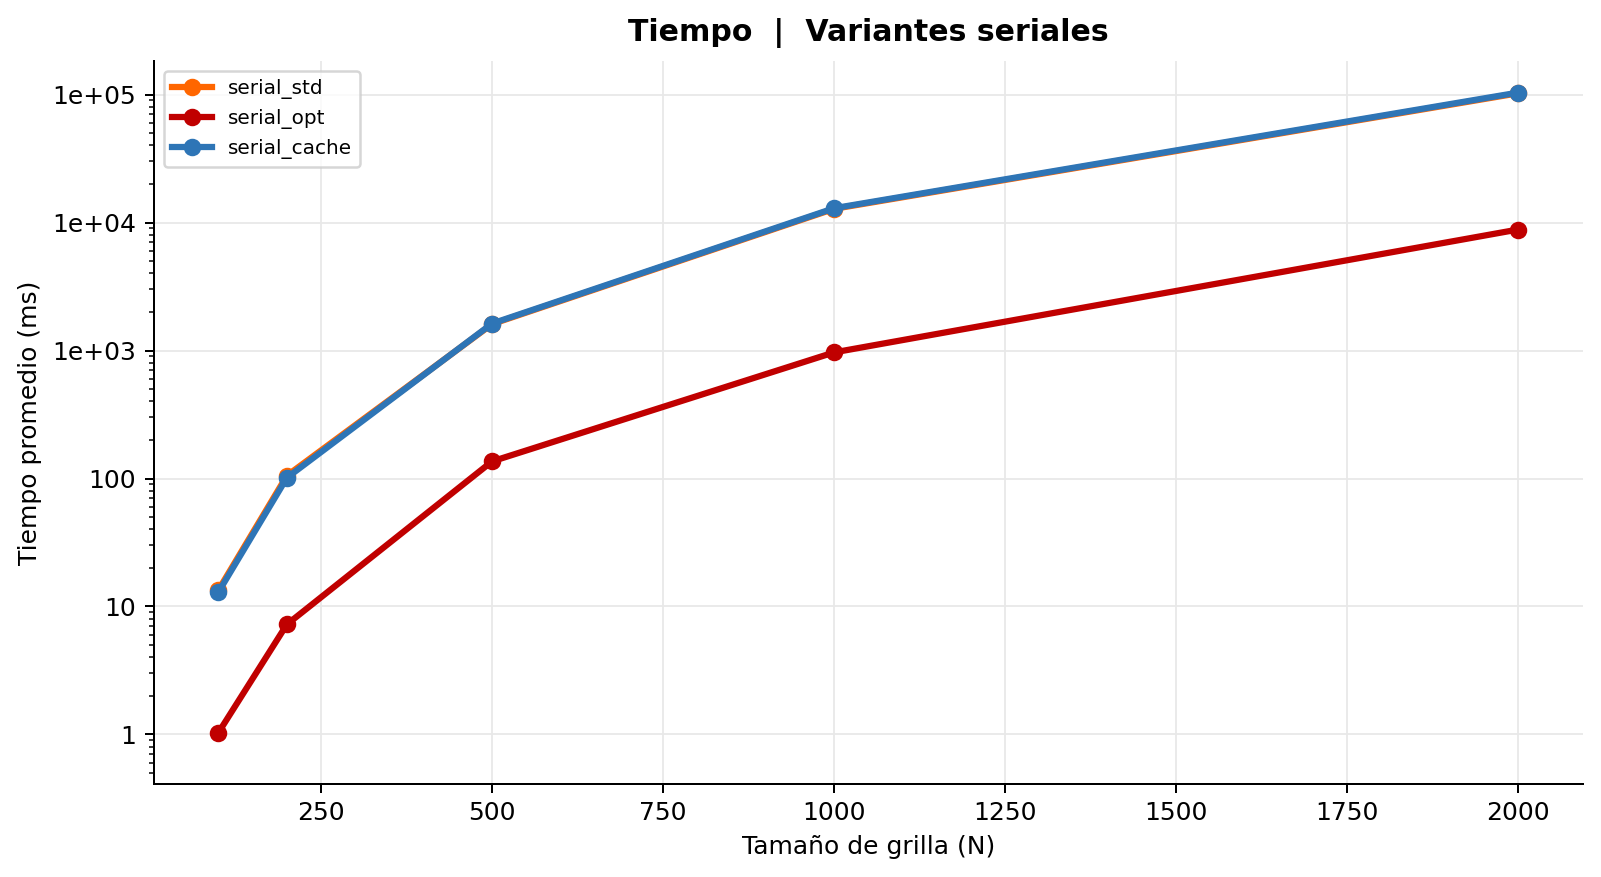 Tiempo | Variantes seriales
serial_std
serial_opt
serial_cache
Tiempo promedio (ms)
1e+05
1e+04
1e+03
100
10
1
250 500 750 1000 1250 1500 1750 2000
Tamaño de grilla (N)